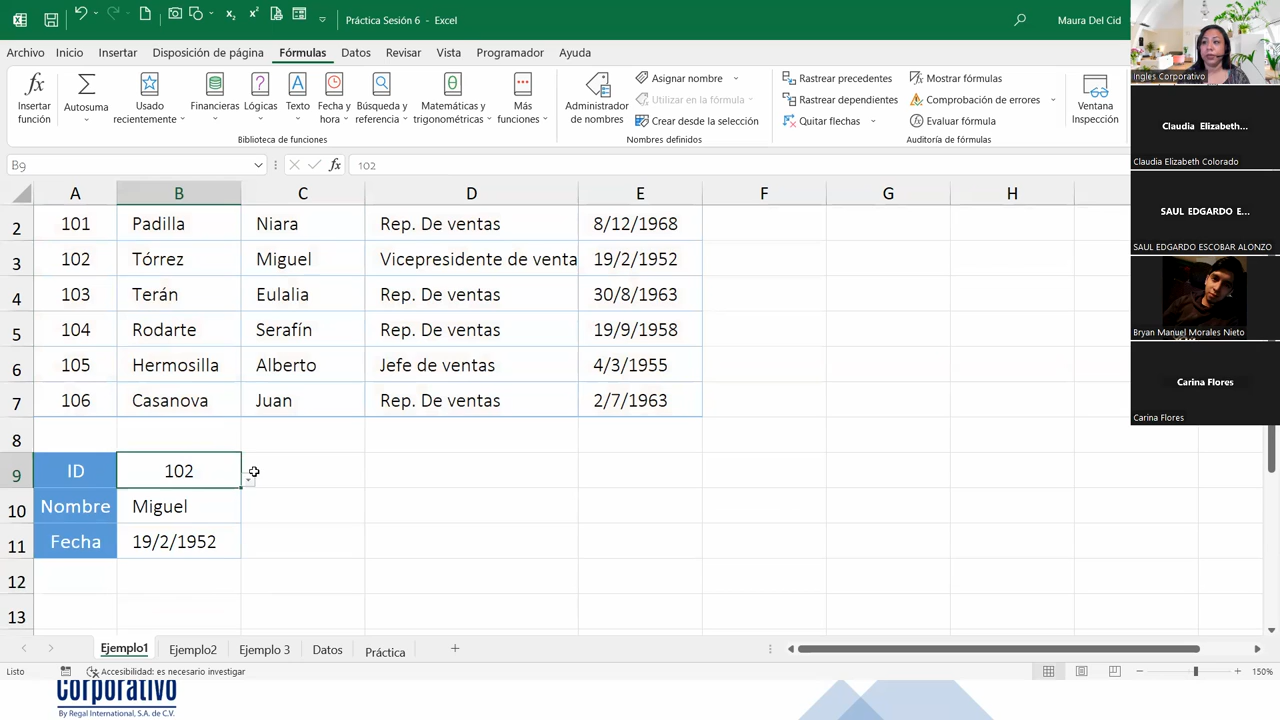 Práctica Sesión 6 - Excel
Maura Del Cid
Archivo Inicio Insertar Disposición de página Fórmulas Datos Revisar Vista Programador Ayuda
Insertar función
Autosuma
Usado recientemente
Financieras
Lógicas
Texto
Fecha y hora
Búsqueda y referencia
Matemáticas y trigonométricas
Más funciones
Biblioteca de funciones
Administrador de nombres
Asignar nombre
Utilizar en la fórmula
Crear desde la selección
Nombres definidos
Rastrear precedentes
Rastrear dependientes
Quitar flechas
Mostrar fórmulas
Comprobación de errores
Evaluar fórmula
Auditoría de fórmulas
Ventana Inspección
B9 fx 102
A B C D E F G H
2 101 Padilla Niara Rep. De ventas 8/12/1968
3 102 Tórrez Miguel Vicepresidente de venta 19/2/1952
4 103 Terán Eulalia Rep. De ventas 30/8/1963
5 104 Rodarte Serafín Rep. De ventas 19/9/1958
6 105 Hermosilla Alberto Jefe de ventas 4/3/1955
7 106 Casanova Juan Rep. De ventas 2/7/1963
8
9 ID 102
10 Nombre Miguel
11 Fecha 19/2/1952
12
13
Ejemplo1 Ejemplo2 Ejemplo 3 Datos Práctica
Listo Accesibilidad: es necesario investigar 150%
Corporativo
By Regal International, S.A. de C.V.
Ingles Corporativo
Claudia Elizabeth...
Claudia Elizabeth Colorado
SAUL EDGARDO E...
SAUL EDGARDO ESCOBAR ALONZO
Bryan Manuel Morales Nieto
Carina Flores
Carina Flores